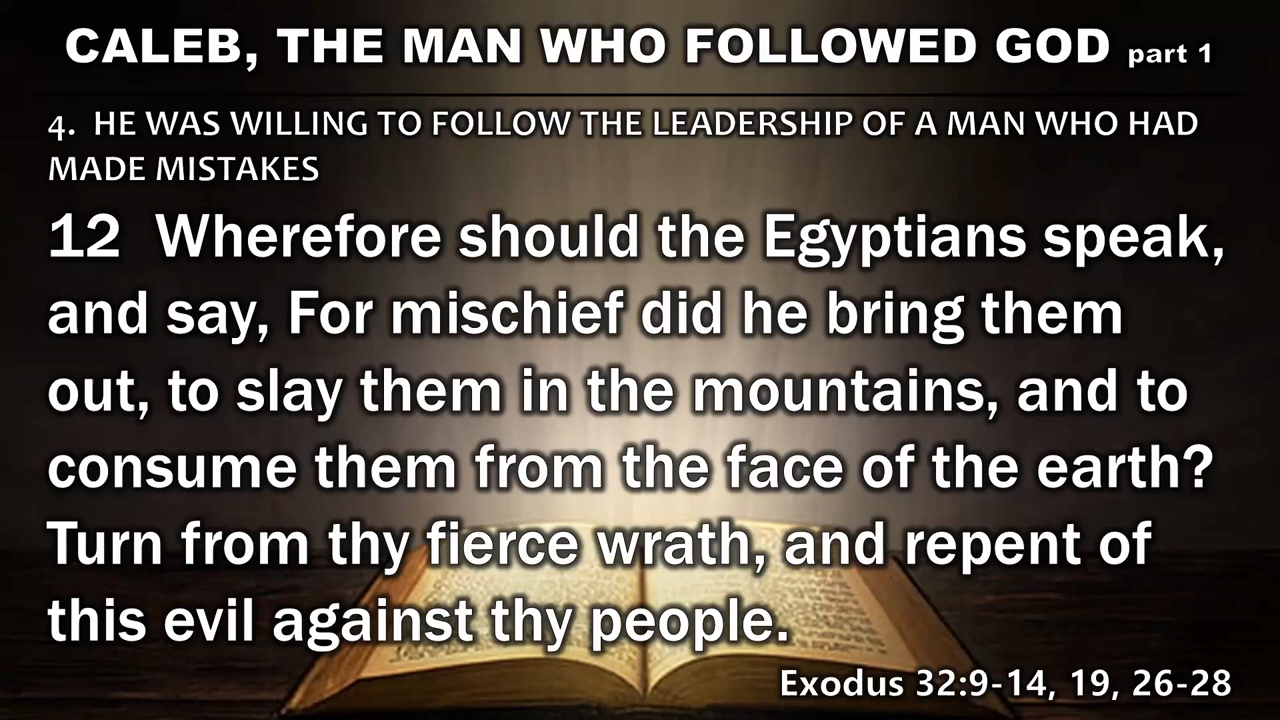 CALEB, THE MAN WHO FOLLOWED GOD part 1
4. HE WAS WILLING TO FOLLOW THE LEADERSHIP OF A MAN WHO HAD
MADE MISTAKES
12 Wherefore should the Egyptians speak,
and say, For mischief did he bring them
out, to slay them in the mountains, and to
consume them from the face of the earth?
Turn from thy fierce wrath, and repent of
this evil against thy people.
Exodus 32:9-14, 19, 26-28